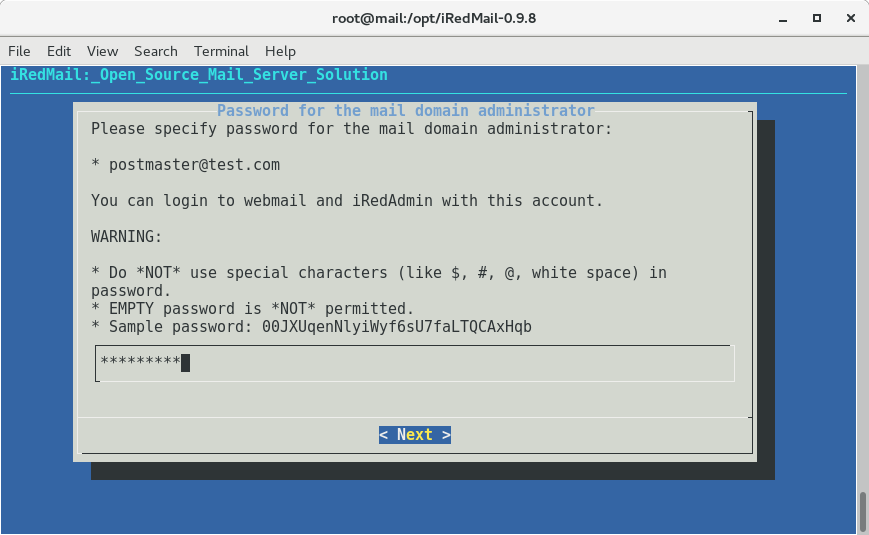 root@mail:/opt/iRedMail-0.9.8
File Edit View Search Terminal Help
iRedMail:_Open_Source_Mail_Server_Solution
Password for the mail domain administrator
Please specify password for the mail domain administrator:
* postmaster@test.com
You can login to webmail and iRedAdmin with this account.
WARNING:
* Do *NOT* use special characters (like $, #, @, white space) in
password.
* EMPTY password is *NOT* permitted.
* Sample password: 00JXUqenNlyiWyf6sU7faLTQCAxHqb
*********
< Next >